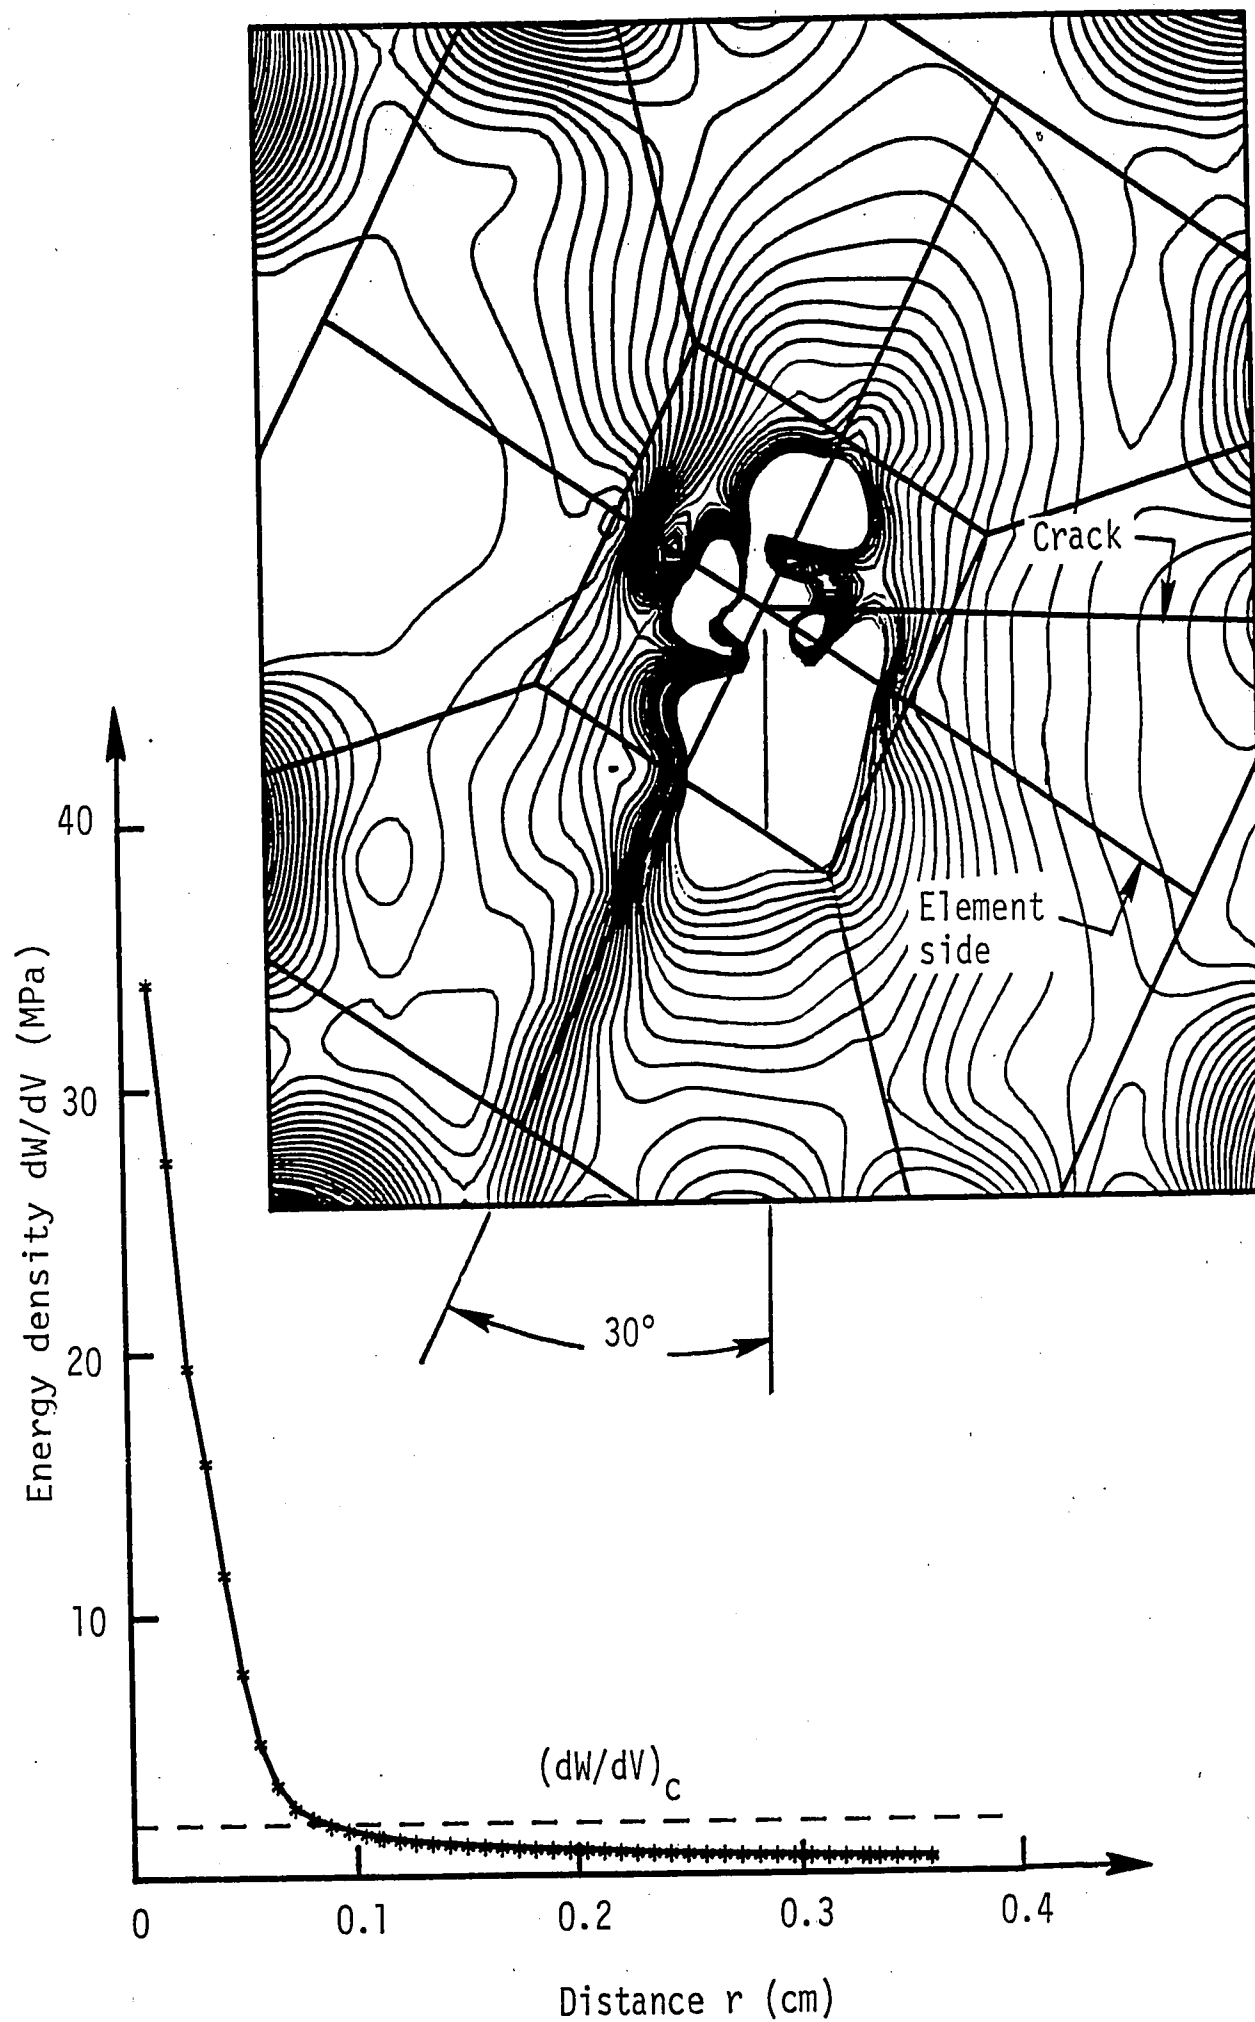 Crack
Element
side
30°
Energy density dW/dV (MPa)
40
30
20
10
(dW/dV)c
0
0.1
0.2
0.3
0.4
Distance r (cm)